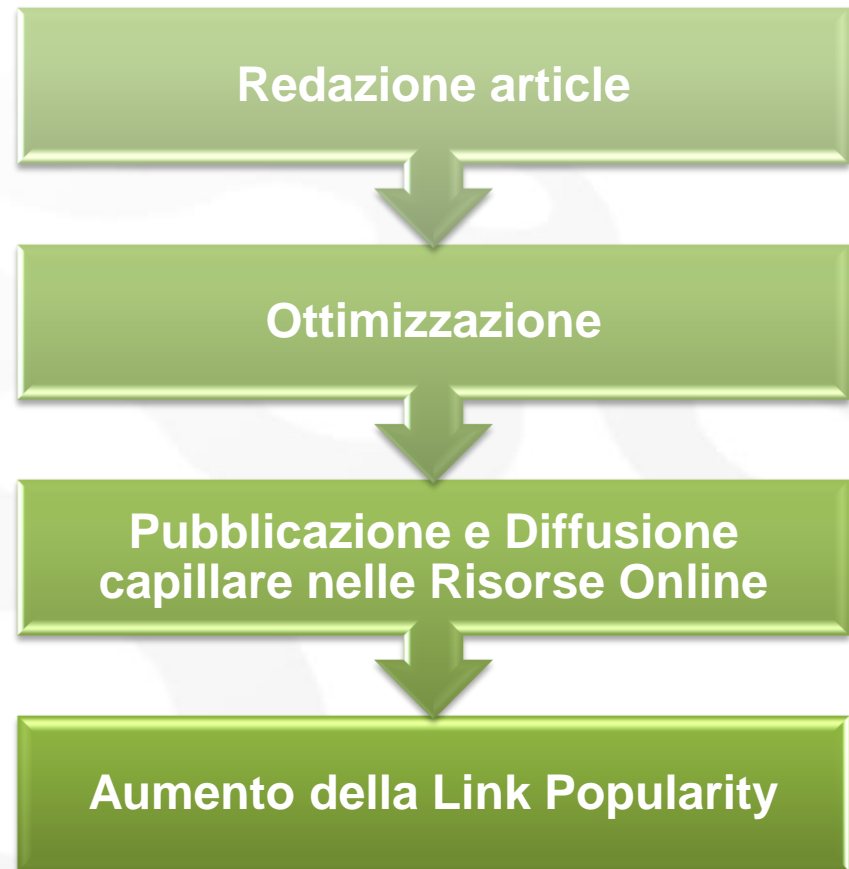 Redazione article
Ottimizzazione
Pubblicazione e Diffusione
capillare nelle Risorse Online
Aumento della Link Popularity